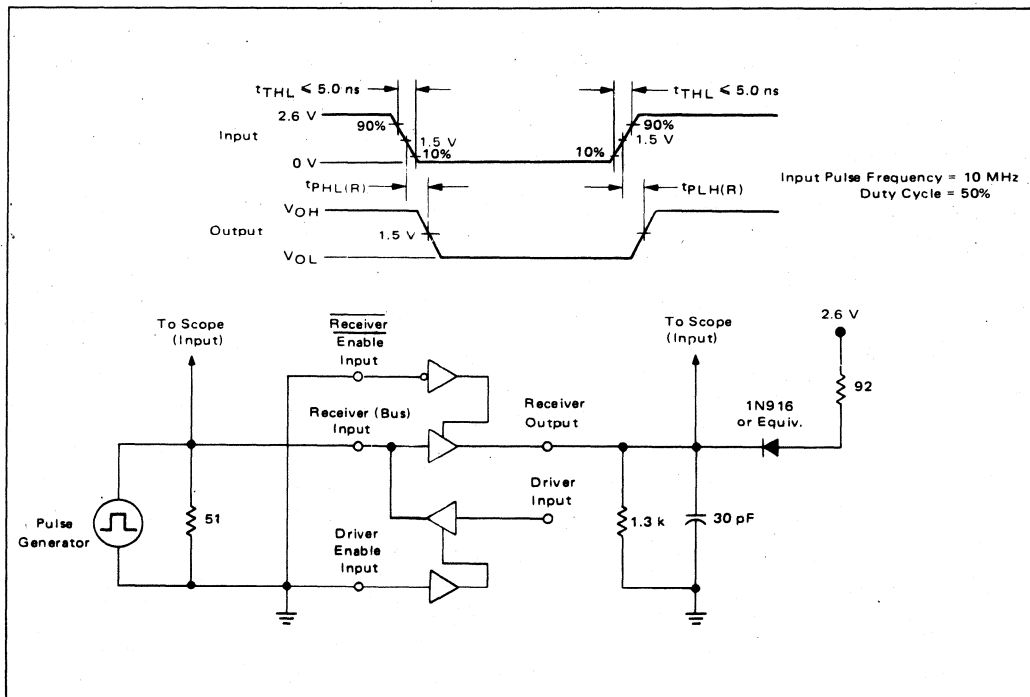 tTHL ≤ 5.0 ns
tTHL ≤ 5.0 ns
2.6 V
90%
90%
Input
1.5 V
1.5 V
10%
10%
0 V
Input Pulse Frequency = 10 MHz
Duty Cycle = 50%
tPHL(R)
tPLH(R)
VOH
Output
1.5 V
VOL
To Scope
(Input)
Receiver
Enable
Input
To Scope
(Input)
2.6 V
92
Receiver (Bus)
Input
Receiver
Output
1N916
or Equiv.
Driver
Input
Pulse
Generator
51
1.3 k
30 pF
Driver
Enable
Input